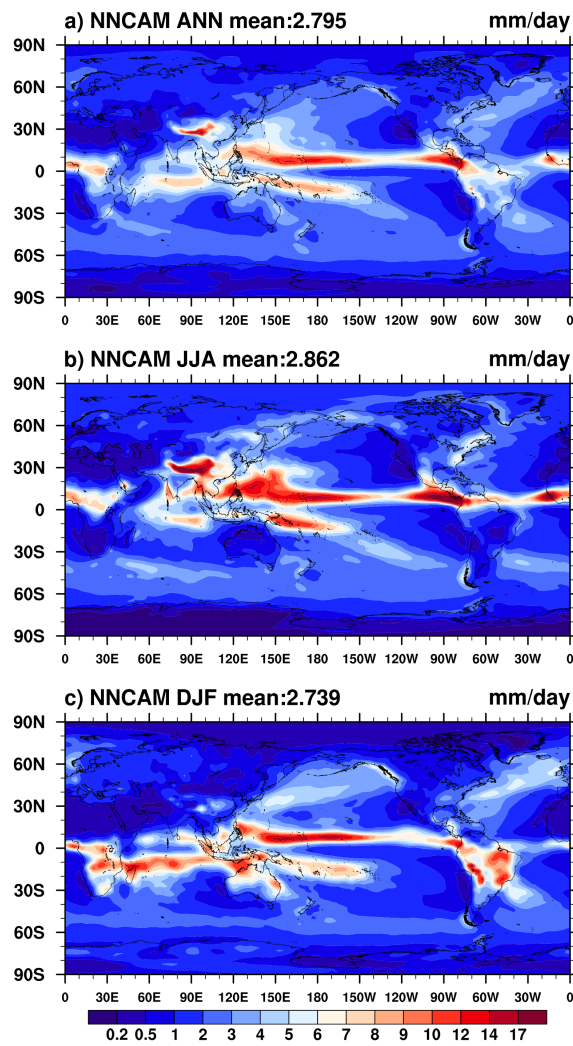 a) NNCAM ANN mean:2.795 mm/day
90N
60N
30N
0
30S
60S
90S
0 30E 60E 90E 120E 150E 180 150W 120W 90W 60W 30W 0
b) NNCAM JJA mean:2.862 mm/day
90N
60N
30N
0
30S
60S
90S
0 30E 60E 90E 120E 150E 180 150W 120W 90W 60W 30W 0
c) NNCAM DJF mean:2.739 mm/day
90N
60N
30N
0
30S
60S
90S
0 30E 60E 90E 120E 150E 180 150W 120W 90W 60W 30W 0
0.2 0.5 1 2 3 4 5 6 7 8 9 10 12 14 17